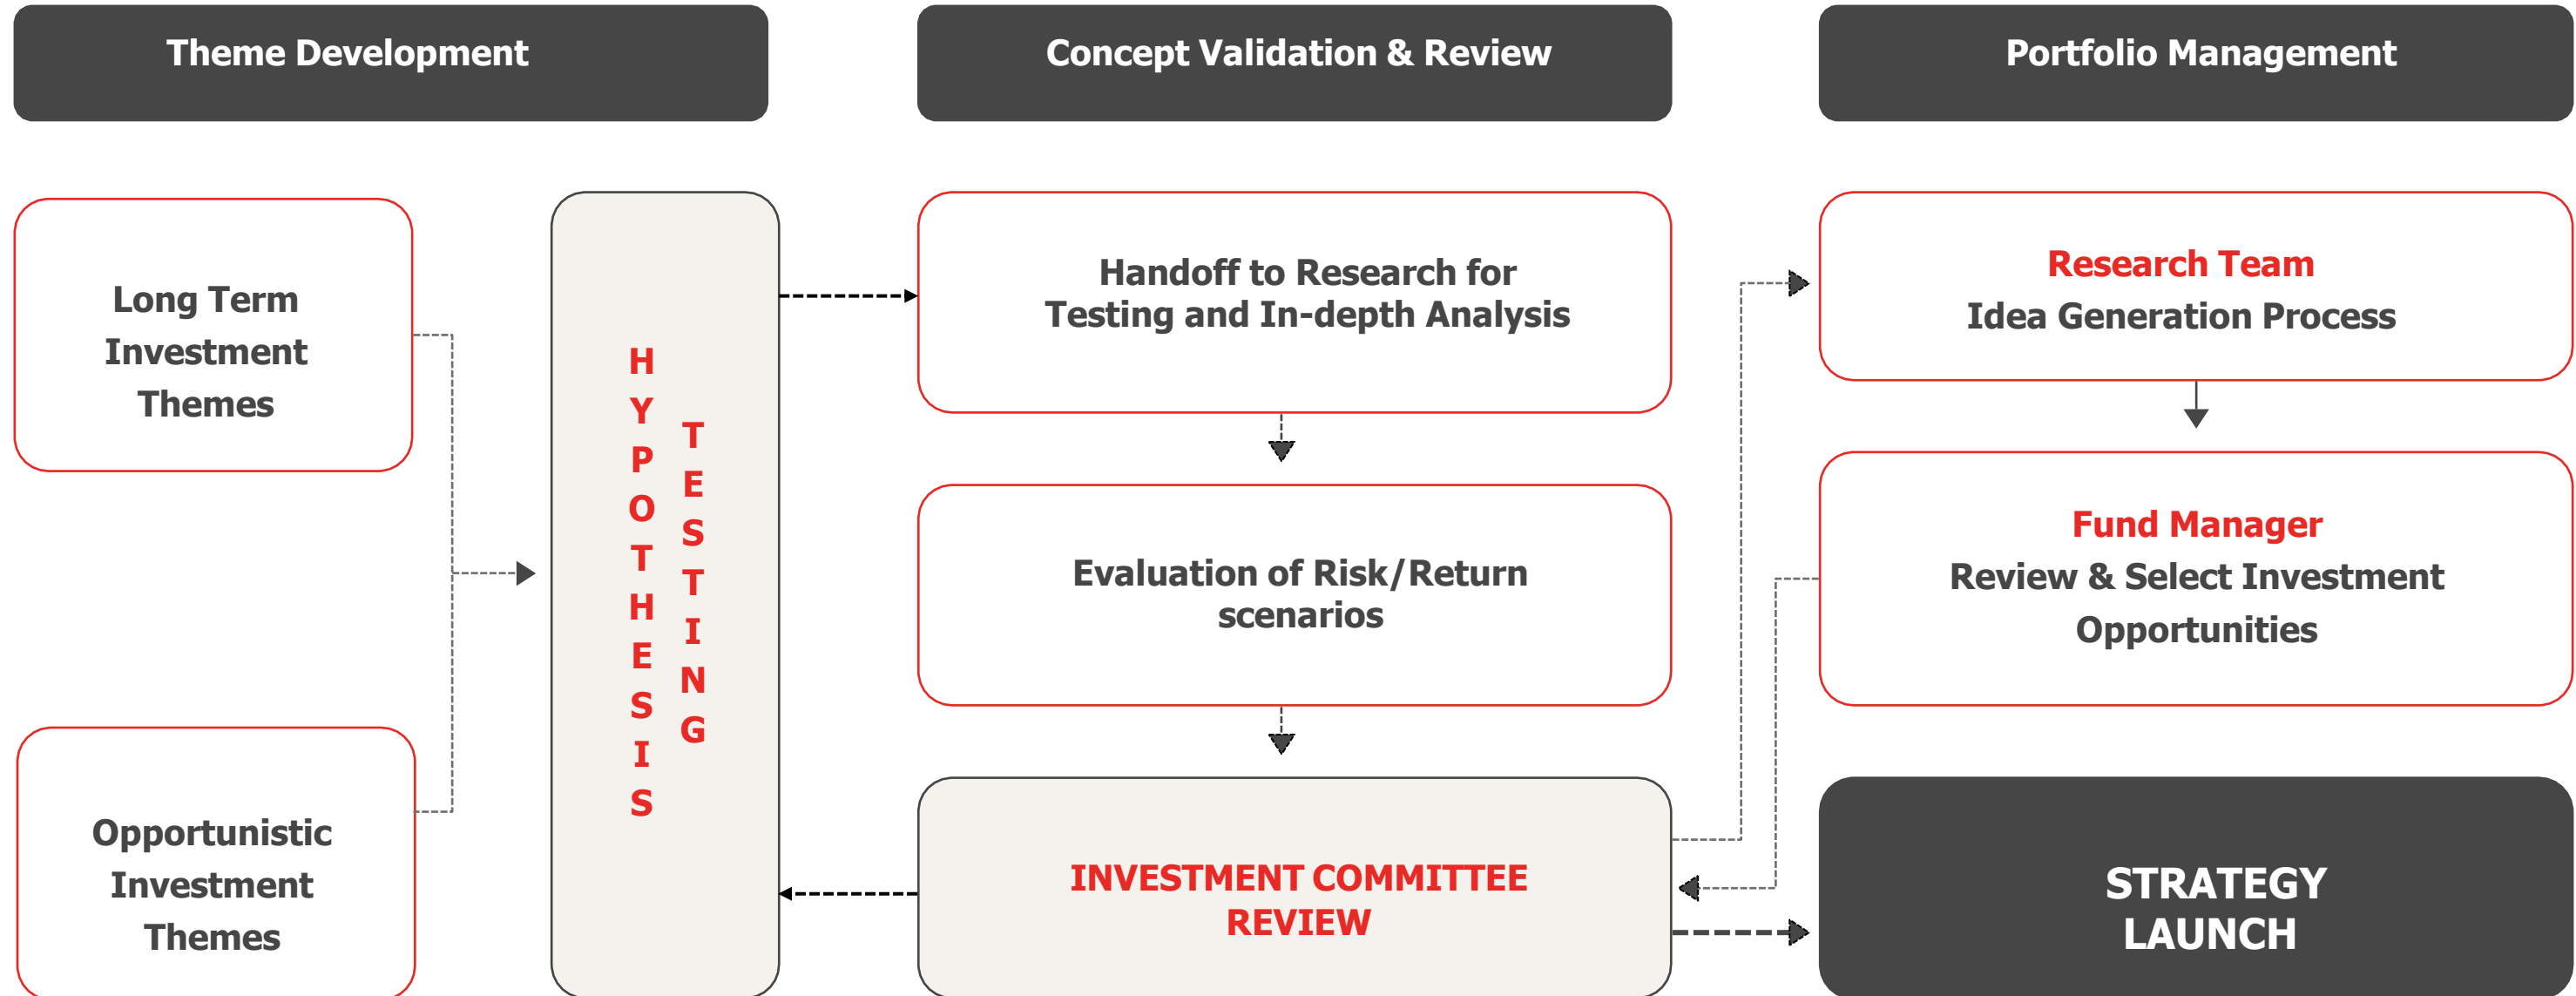 Theme Development
Concept Validation & Review
Portfolio Management
Long Term
Investment
Themes
Opportunistic
Investment
Themes
HYPOTHESIS
TESTING
Handoff to Research for
Testing and In-depth Analysis
Evaluation of Risk/Return
scenarios
INVESTMENT COMMITTEE
REVIEW
Research Team
Idea Generation Process
Fund Manager
Review & Select Investment
Opportunities
STRATEGY
LAUNCH